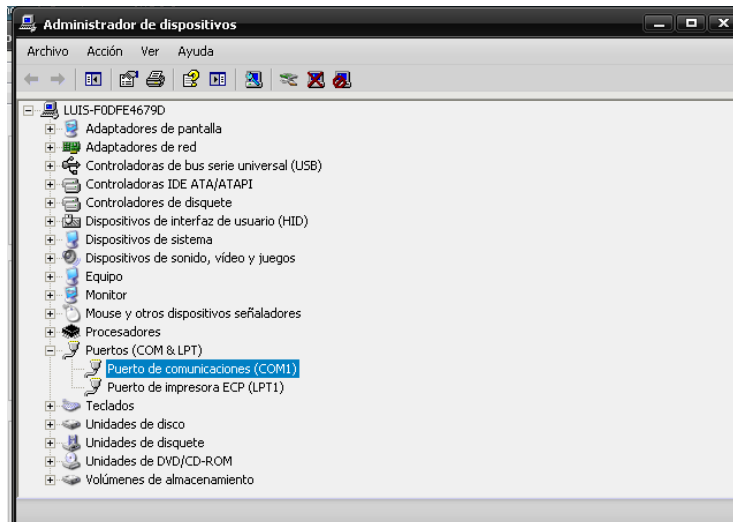 Administrador de dispositivos
Archivo Acción Ver Ayuda
LUIS-F0DFE4679D
Adaptadores de pantalla
Adaptadores de red
Controladoras de bus serie universal (USB)
Controladoras IDE ATA/ATAPI
Controladores de disquete
Dispositivos de interfaz de usuario (HID)
Dispositivos de sistema
Dispositivos de sonido, vídeo y juegos
Equipo
Monitor
Mouse y otros dispositivos señaladores
Procesadores
Puertos (COM & LPT)
Puerto de comunicaciones (COM1)
Puerto de impresora ECP (LPT1)
Teclados
Unidades de disco
Unidades de disquete
Unidades de DVD/CD-ROM
Volúmenes de almacenamiento